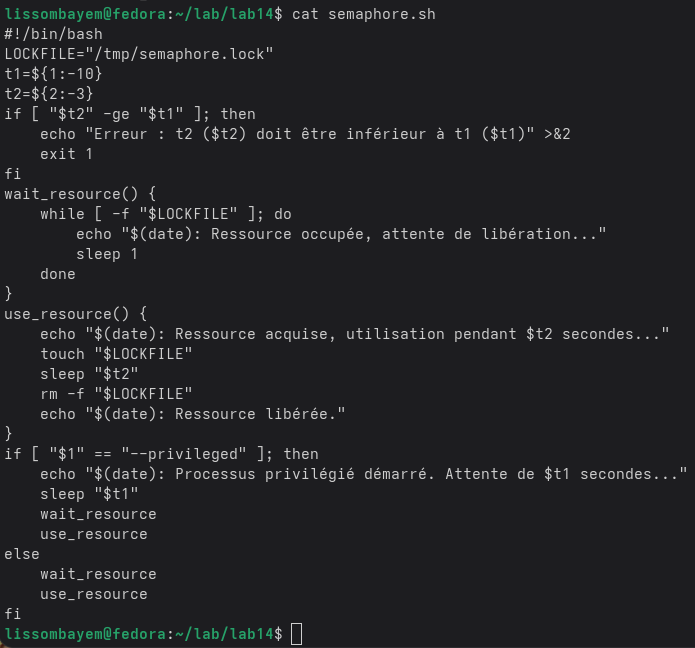 lissombayem@fedora:~/lab/lab14$ cat semaphore.sh
#!/bin/bash
LOCKFILE="/tmp/semaphore.lock"
t1=${1:-10}
t2=${2:-3}
if [ "$t2" -ge "$t1" ]; then
    echo "Erreur : t2 ($t2) doit être inférieur à t1 ($t1)" >&2
    exit 1
fi
wait_resource() {
    while [ -f "$LOCKFILE" ]; do
        echo "$(date): Ressource occupée, attente de libération..."
        sleep 1
    done
}
use_resource() {
    echo "$(date): Ressource acquise, utilisation pendant $t2 secondes..."
    touch "$LOCKFILE"
    sleep "$t2"
    rm -f "$LOCKFILE"
    echo "$(date): Ressource libérée."
}
if [ "$1" == "--privileged" ]; then
    echo "$(date): Processus privilégié démarré. Attente de $t1 secondes..."
    sleep "$t1"
    wait_resource
    use_resource
else
    wait_resource
    use_resource
fi
lissombayem@fedora:~/lab/lab14$